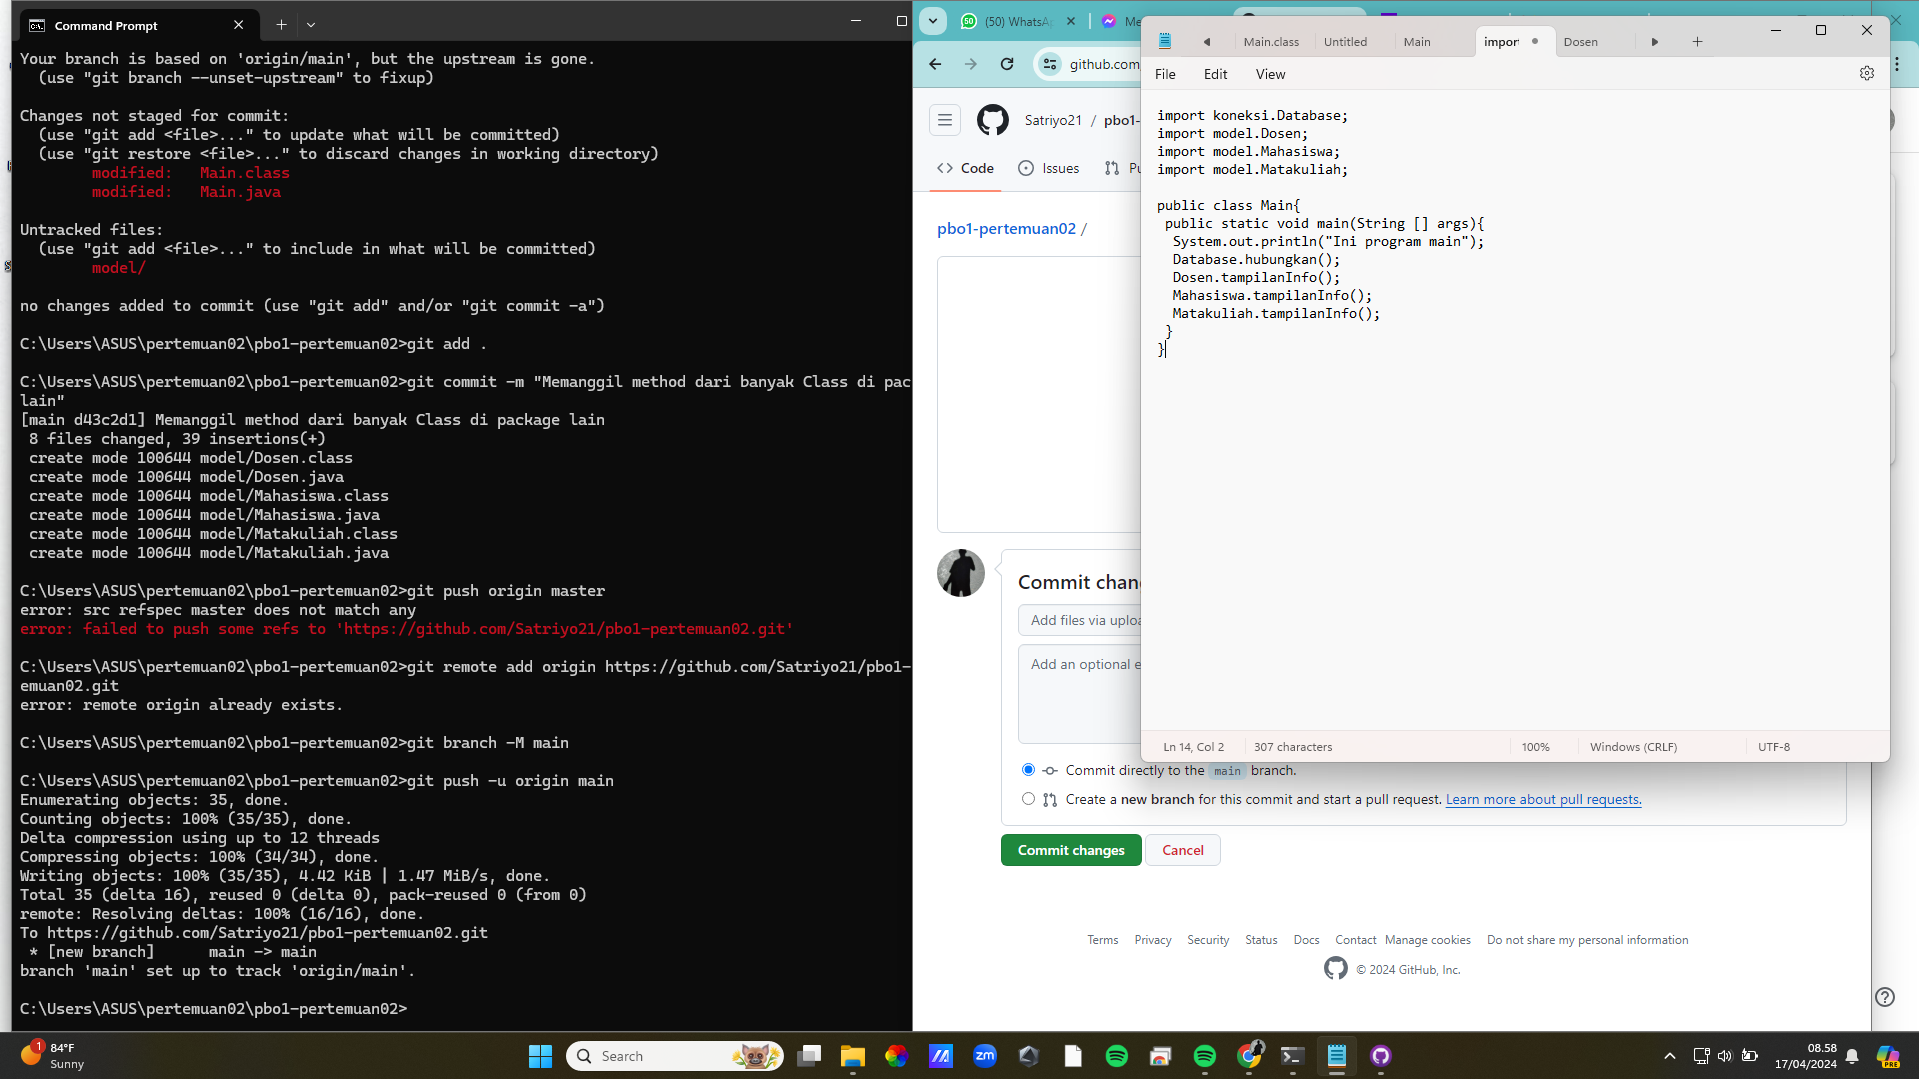 Command Prompt
Your branch is based on 'origin/main', but the upstream is gone.
(use "git branch --unset-upstream" to fixup)
Changes not staged for commit:
(use "git add <file>..." to update what will be committed)
(use "git restore <file>..." to discard changes in working directory)
modified:   Main.class
modified:   Main.java
Untracked files:
(use "git add <file>..." to include in what will be committed)
model/
no changes added to commit (use "git add" and/or "git commit -a")
C:\Users\ASUS\pertemuan02\pbo1-pertemuan02>git add .
C:\Users\ASUS\pertemuan02\pbo1-pertemuan02>git commit -m "Memanggil method dari banyak Class di pac
lain"
[main d43c2d1] Memanggil method dari banyak Class di package lain
8 files changed, 39 insertions(+)
create mode 100644 model/Dosen.class
create mode 100644 model/Dosen.java
create mode 100644 model/Mahasiswa.class
create mode 100644 model/Mahasiswa.java
create mode 100644 model/Matakuliah.class
create mode 100644 model/Matakuliah.java
C:\Users\ASUS\pertemuan02\pbo1-pertemuan02>git push origin master
error: src refspec master does not match any
error: failed to push some refs to 'https://github.com/Satriyo21/pbo1-pertemuan02.git'
C:\Users\ASUS\pertemuan02\pbo1-pertemuan02>git remote add origin https://github.com/Satriyo21/pbo1-
emuan02.git
error: remote origin already exists.
C:\Users\ASUS\pertemuan02\pbo1-pertemuan02>git branch -M main
C:\Users\ASUS\pertemuan02\pbo1-pertemuan02>git push -u origin main
Enumerating objects: 35, done.
Counting objects: 100% (35/35), done.
Delta compression using up to 12 threads
Compressing objects: 100% (34/34), done.
Writing objects: 100% (35/35), 4.42 KiB | 1.47 MiB/s, done.
Total 35 (delta 16), reused 0 (delta 0), pack-reused 0 (from 0)
remote: Resolving deltas: 100% (16/16), done.
To https://github.com/Satriyo21/pbo1-pertemuan02.git
* [new branch]      main -> main
branch 'main' set up to track 'origin/main'.
C:\Users\ASUS\pertemuan02\pbo1-pertemuan02>
(50) WhatsA
Me
github.com
Satriyo21 / pbo1-
Code
Issues
Pu
pbo1-pertemuan02 /
Commit chan
Add files via uploa
Add an optional e
Commit directly to the main branch.
Create a new branch for this commit and start a pull request. Learn more about pull requests.
Commit changes
Cancel
Terms Privacy Security Status Docs Contact Manage cookies Do not share my personal information
© 2024 GitHub, Inc.
Main.class
Untitled
Main
impor
Dosen
File
Edit
View
import koneksi.Database;
import model.Dosen;
import model.Mahasiswa;
import model.Matakuliah;
public class Main{
public static void main(String [] args){
System.out.println("Ini program main");
Database.hubungkan();
Dosen.tampilanInfo();
Mahasiswa.tampilanInfo();
Matakuliah.tampilanInfo();
}
}
Ln 14, Col 2
307 characters
100%
Windows (CRLF)
UTF-8
1
84°F
Sunny
Search
zm
08.58
17/04/2024
PRE